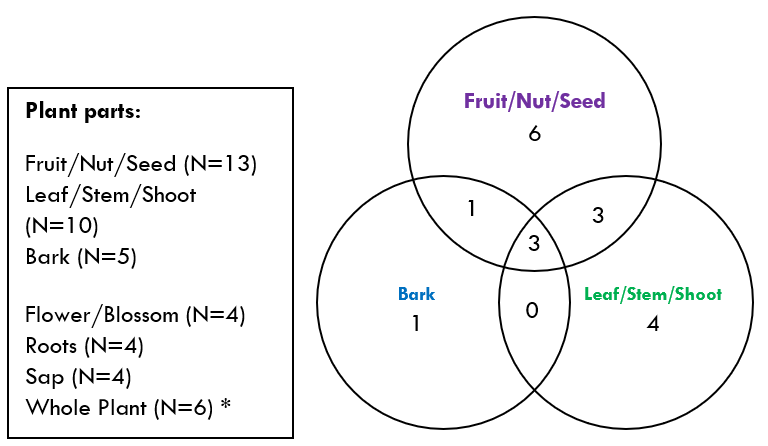 Plant parts:
Fruit/Nut/Seed (N=13)
Leaf/Stem/Shoot
(N=10)
Bark (N=5)
Flower/Blossom (N=4)
Roots (N=4)
Sap (N=4)
Whole Plant (N=6) *
Fruit/Nut/Seed
6
1
3
3
Bark
1
0
Leaf/Stem/Shoot
4